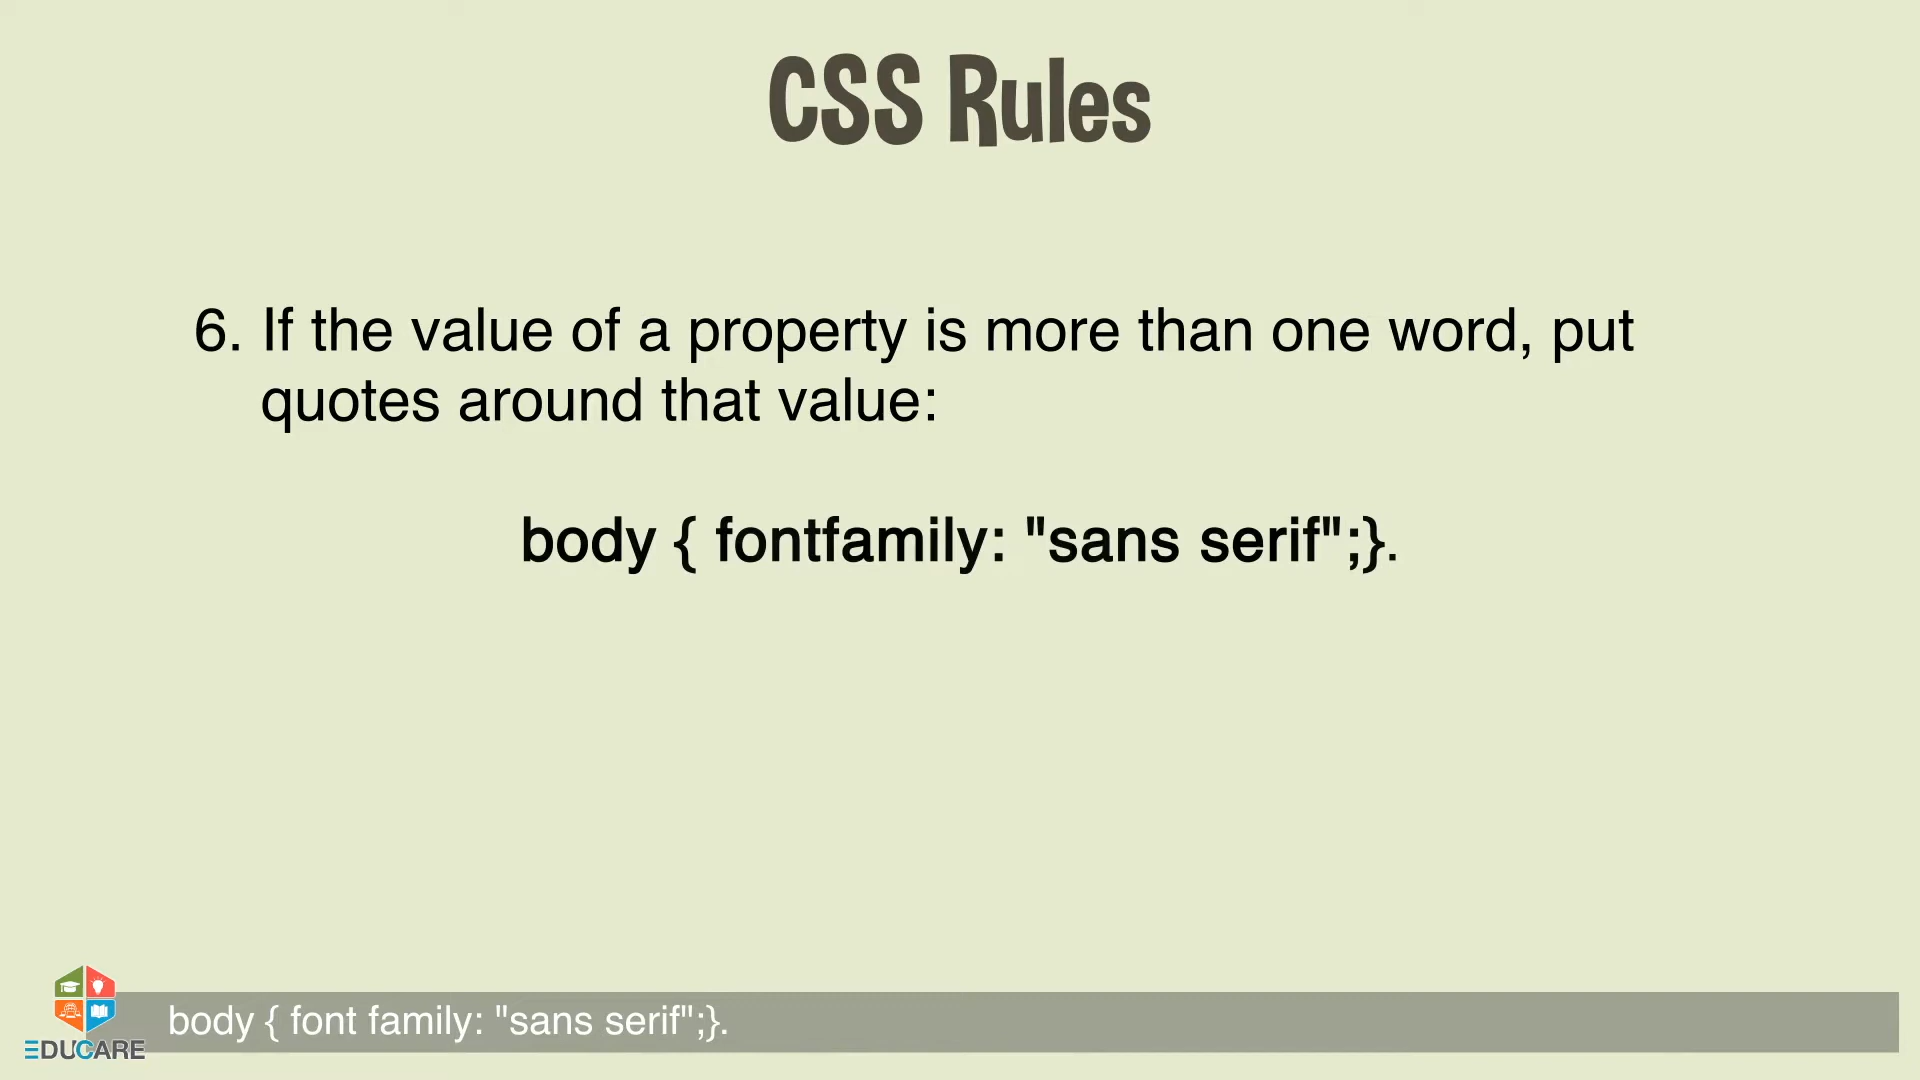 CSS Rules
6. If the value of a property is more than one word, put
quotes around that value:
body { fontfamily: "sans serif";}.
body { font family: "sans serif";}.
EDUCARE